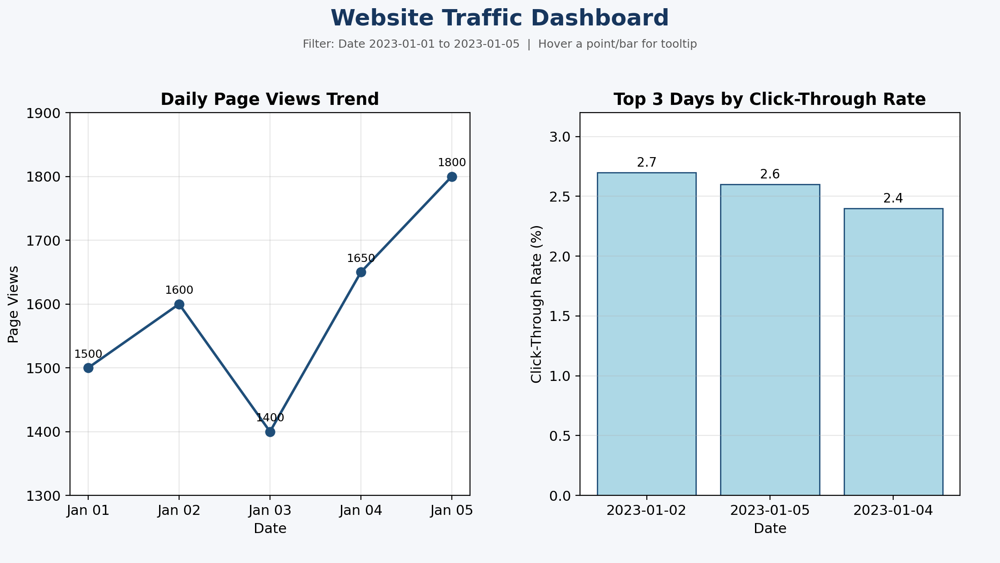 Website Traffic Dashboard
Filter: Date 2023-01-01 to 2023-01-05 | Hover a point/bar for tooltip
Daily Page Views Trend
Page Views
1900
1800
1700
1600
1500
1400
1300
1500
1600
1400
1650
1800
Jan 01 Jan 02 Jan 03 Jan 04 Jan 05
Date
Top 3 Days by Click-Through Rate
Click-Through Rate (%)
3.0
2.5
2.0
1.5
1.0
0.5
0.0
2.7
2.6
2.4
2023-01-02 2023-01-05 2023-01-04
Date